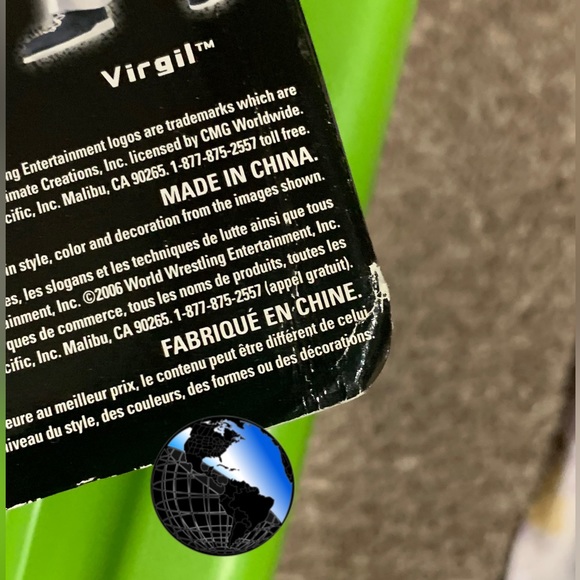 Virgil™
ng Entertainment logos are trademarks which are
imate Creations, Inc. licensed by CMG Worldwide.
cific, Inc. Malibu, CA 90265. 1-877-875-2557 toll free.
MADE IN CHINA.
in style, color and decoration from the images shown.
es, les slogans et les techniques de lutte ainsi que tous
ainment, Inc. ©2006 World Wrestling Entertainment, Inc.
ques de commerce, tous les noms de produits, toutes les
cific, Inc. Malibu, CA 90265. 1-877-875-2557 (appel gratuit).
FABRIQUÉ EN CHINE.
eure au meilleur prix, le contenu peut être différent de celui
niveau du style, des couleurs, des formes ou des décorations.